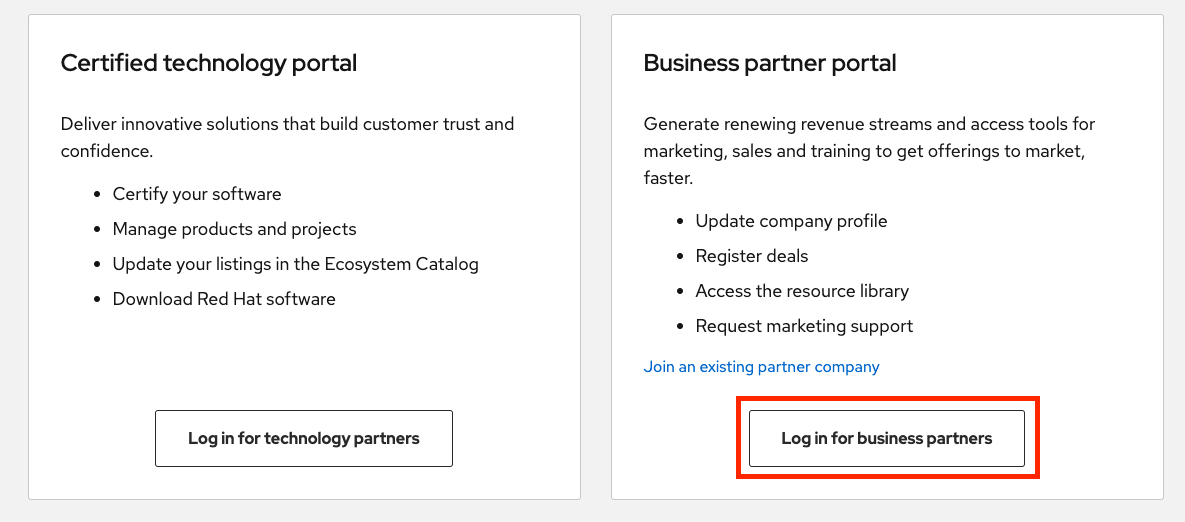 Certified technology portal
Deliver innovative solutions that build customer trust and
confidence.
• Certify your software
• Manage products and projects
• Update your listings in the Ecosystem Catalog
• Download Red Hat software
Log in for technology partners
Business partner portal
Generate renewing revenue streams and access tools for
marketing, sales and training to get offerings to market,
faster.
• Update company profile
• Register deals
• Access the resource library
• Request marketing support
Join an existing partner company
Log in for business partners